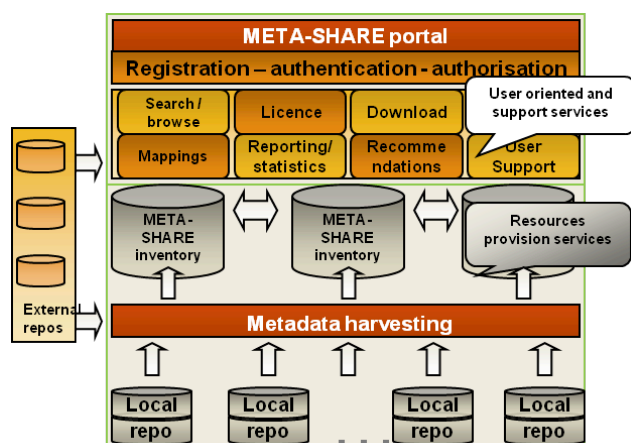 META-SHARE portal
Registration – authentication - authorisation
Search /
browse
Licence
Download
User oriented and
support services
Mappings
Reporting/
statistics
Recomme
ndations
User
Support
META-
SHARE
inventory
META-
SHARE
inventory
Resources
provision services
External
repos
Metadata harvesting
Local
repo
Local
repo
Local
repo
Local
repo